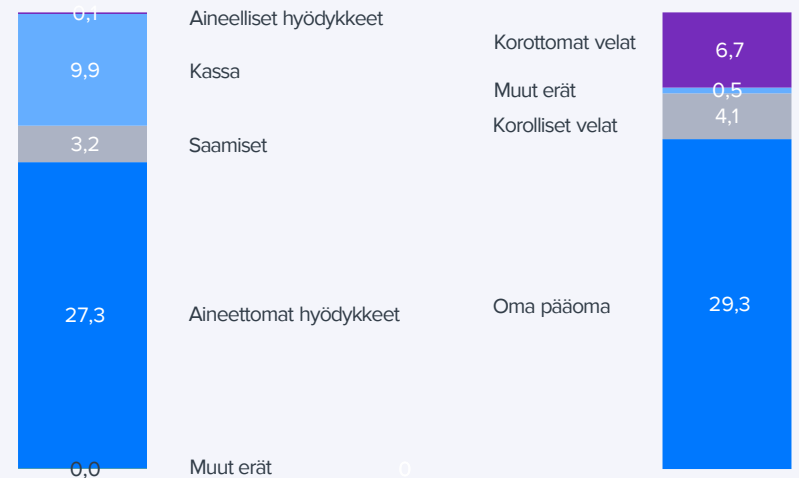 0,1 Aineelliset hyödykkeet
Korottomat velat 6,7
9,9 Kassa
Muut erät 0,5
Korolliset velat 4,1
3,2 Saamiset
27,3 Aineettomat hyödykkeet
Oma pääoma 29,3
0,0 Muut erät 0